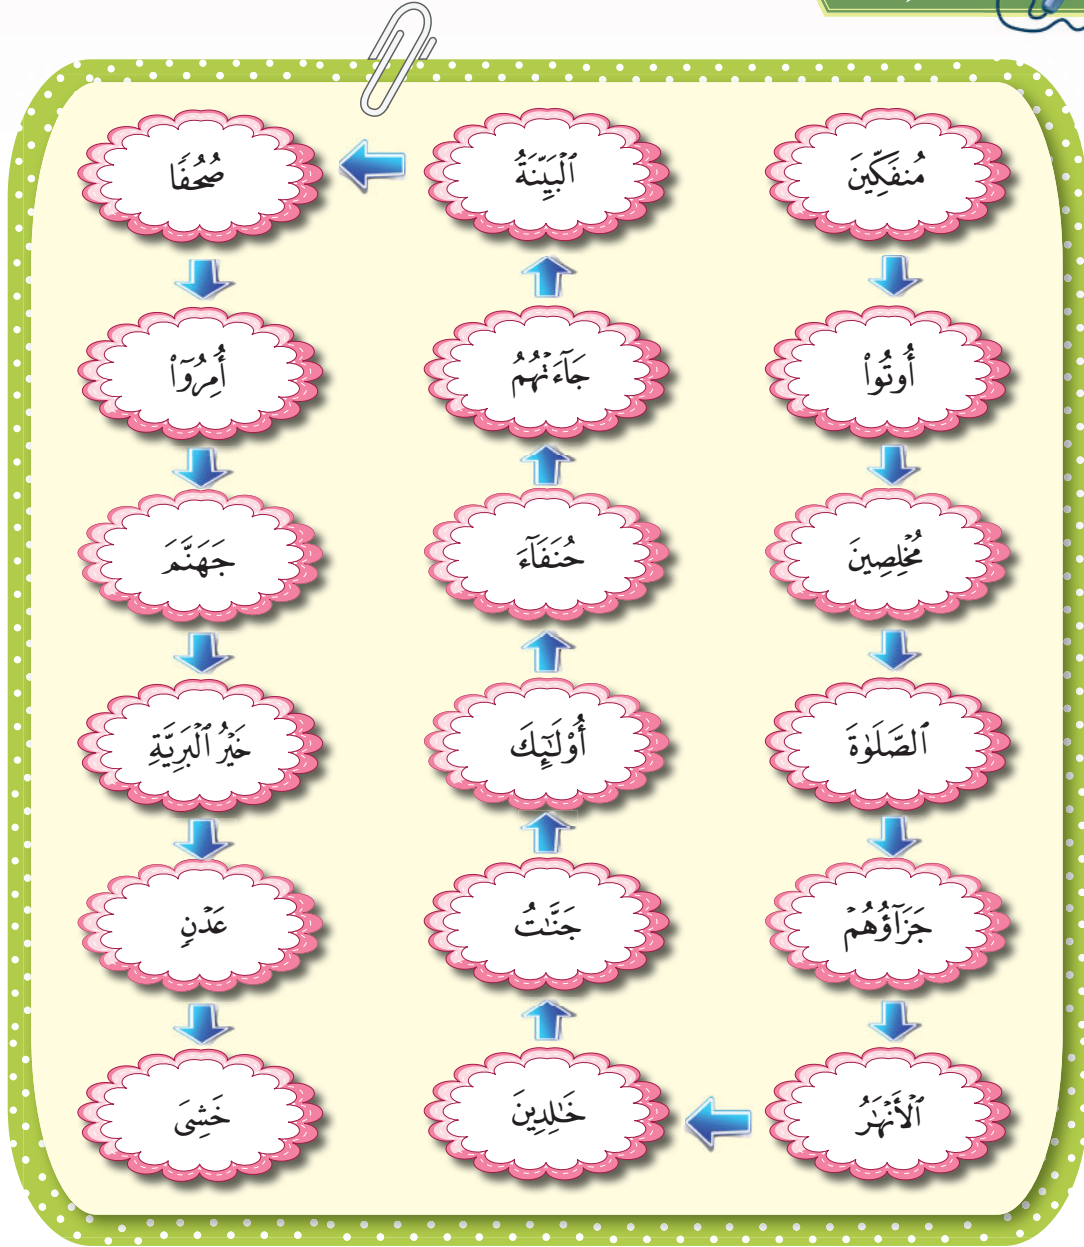 مُنفَكِّينَ
أُوتُوا۟
مُخْلِصِينَ
ٱلصَّلَوٰةَ
جَزَآؤُهُمْ
ٱلْأَنْهَـٰرُ
خَـٰلِدِينَ
جَنَّـٰتُ
أُو۟لَـٰٓئِكَ
حُنَفَآءَ
جَآءَتْهُمُ
ٱلْبَيِّنَةُ
صُحُفًا
أُمِرُوٓا۟
جَهَنَّمَ
خَيْرُ ٱلْبَرِيَّةِ
عَدْنٍ
خَشِىَ